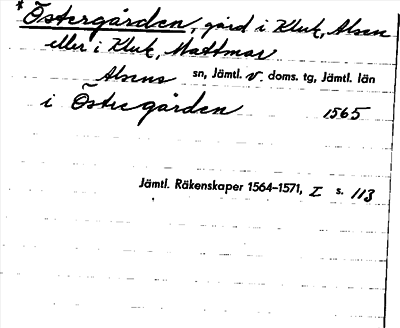 * Östergården, gård i Kluk, Alsen
eller i Kluk, Mattmar
Alsens sn, Jämtl. v. doms. tg, Jämtl. län
i Östergården 1565
Jämtl. Räkenskaper 1564–1571, I s. 113